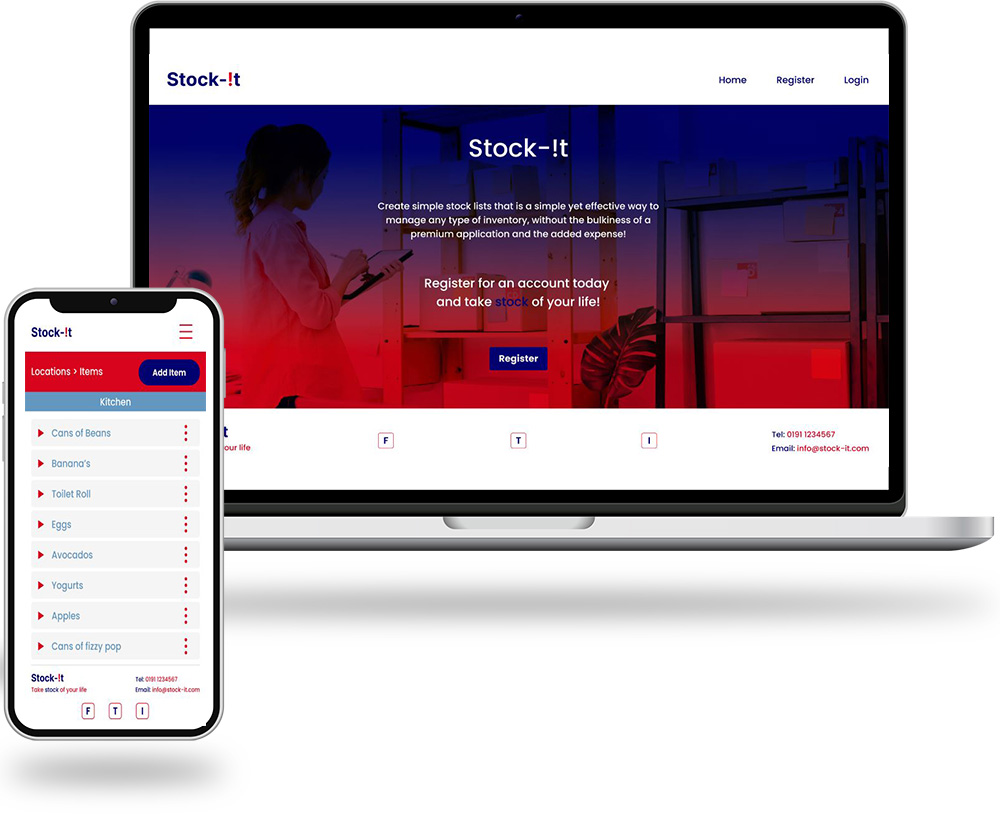 Stock-!t
Home Register Login
Stock-!t
Create simple stock lists that is a simple yet effective way to
manage any type of inventory, without the bulkiness of a
premium application and the added expense!
Register for an account today
and take stock of your life!
Register
t
our life
F T I
Tel: 0191 1234567
Email: info@stock-it.com
Stock-!t
Locations > Items Add Item
Kitchen
Cans of Beans
Banana's
Toilet Roll
Eggs
Avocados
Yogurts
Apples
Cans of fizzy pop
Stock-!t
Take stock of your life
Tel: 0191 1234567
Email: info@stock-it.com
F T I